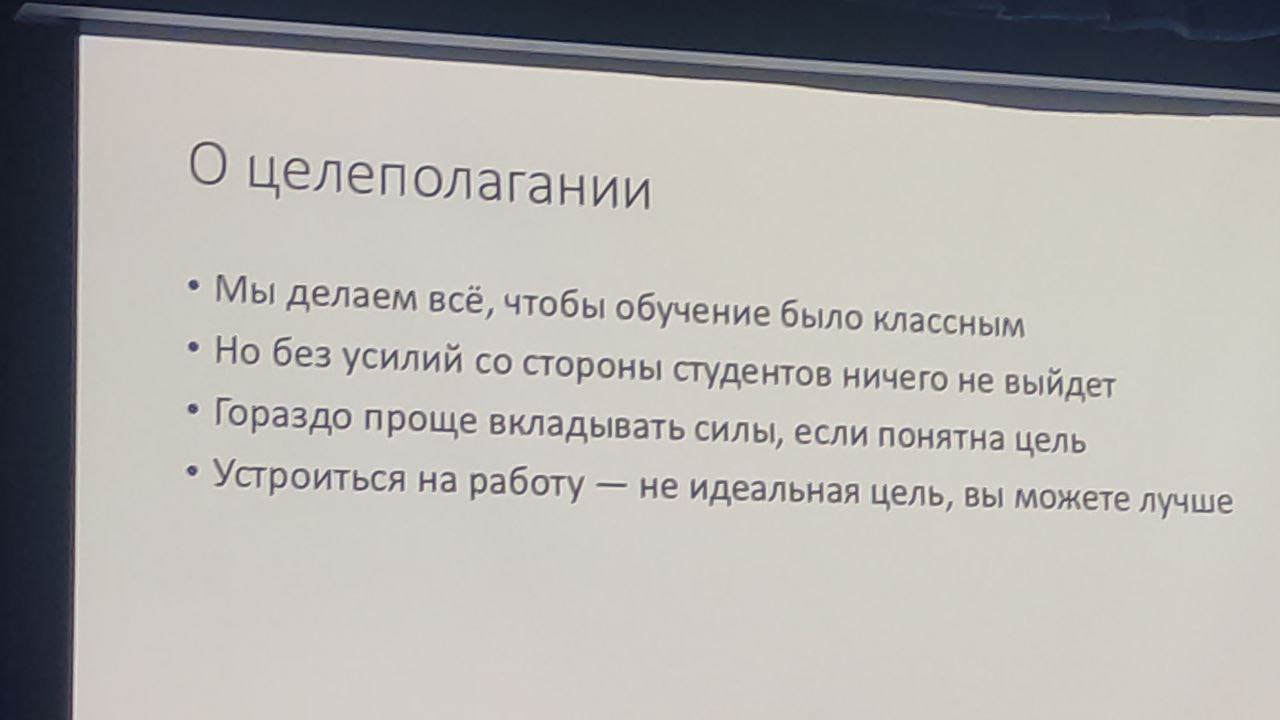 О целеполагании
• Мы делаем всё, чтобы обучение было классным
• Но без усилий со стороны студентов ничего не выйдет
• Гораздо проще вкладывать силы, если понятна цель
• Устроиться на работу — не идеальная цель, вы можете лучше